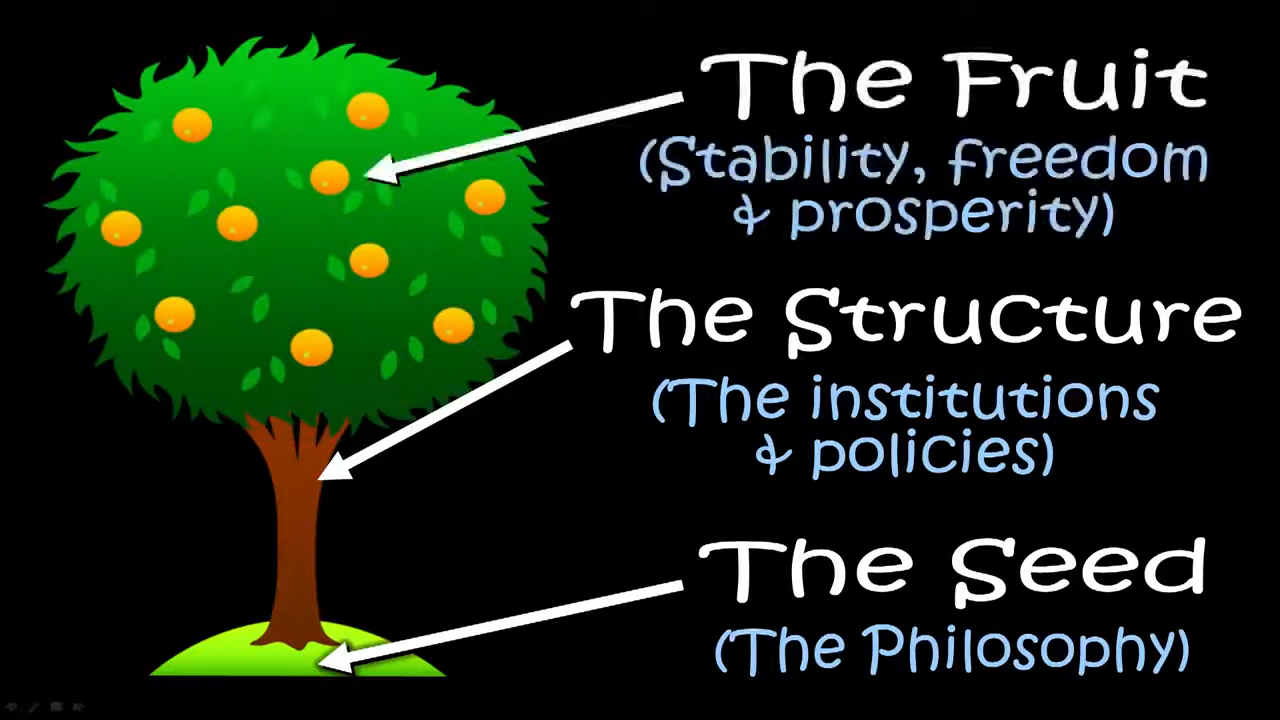 The Fruit
(Stability, freedom
& prosperity)
The Structure
(The institutions
& policies)
The Seed
(The Philosophy)